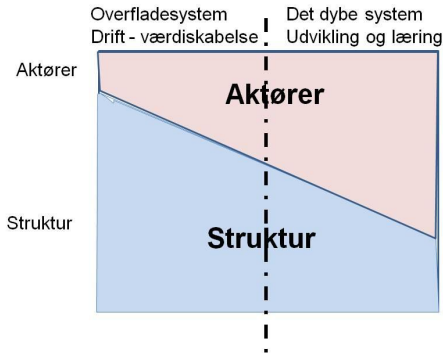 Overfladesystem
Drift - værdiskabelse
Det dybe system
Udvikling og læring
Aktører
Aktører
Struktur
Struktur